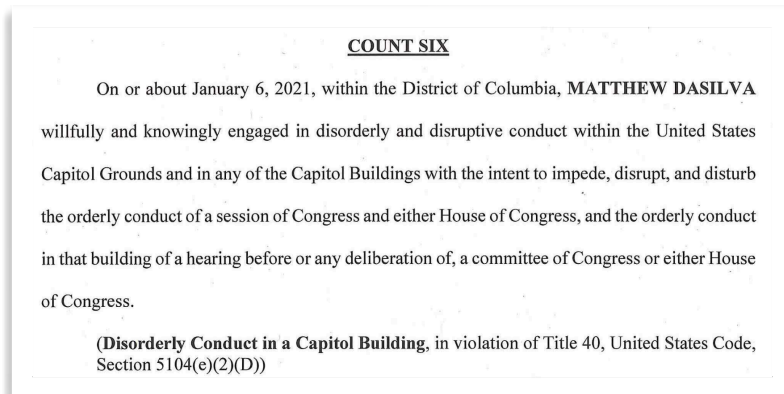 COUNT SIX
On or about January 6, 2021, within the District of Columbia, MATTHEW DASILVA
willfully and knowingly engaged in disorderly and disruptive conduct within the United States
Capitol Grounds and in any of the Capitol Buildings with the intent to impede, disrupt, and disturb
the orderly conduct of a session of Congress and either House of Congress, and the orderly conduct
in that building of a hearing before or any deliberation of, a committee of Congress or either House
of Congress.
(Disorderly Conduct in a Capitol Building, in violation of Title 40, United States Code,
Section 5104(e)(2)(D))